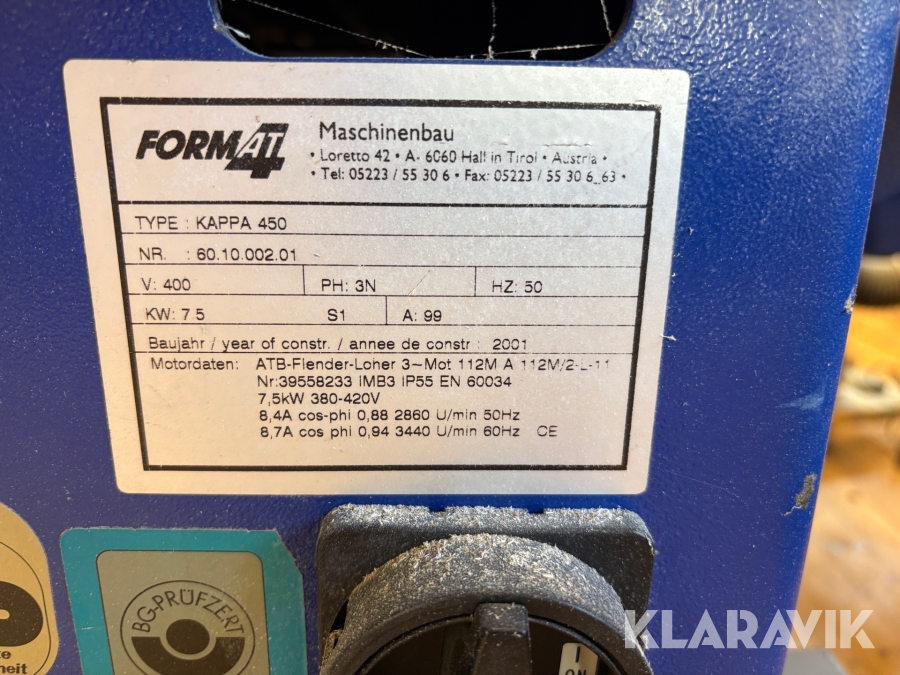 FORMAT 4
Maschinenbau
• Loretto 42 • A- 6060 Hall in Tirol • Austria •
• Tel: 05223 / 55 30 6 • Fax: 05223 / 55 30 6_63 •
TYPE : KAPPA 450
NR. : 60.10.002.01
V: 400 PH: 3N HZ: 50
KW: 7.5 S1 A: 99
Baujahr / year of constr. / annee de constr : 2001
Motordaten: ATB-Flender-Loher 3~Mot 112M A 112M/2-L-11
Nr:39558233 IMB3 IP55 EN 60034
7,5kW 380-420V
8,4A cos-phi 0,88 2860 U/min 50Hz
8,7A cos phi 0,94 3440 U/min 60Hz CE
BG-PRÜFZERT
I
ON
KLARAVIK